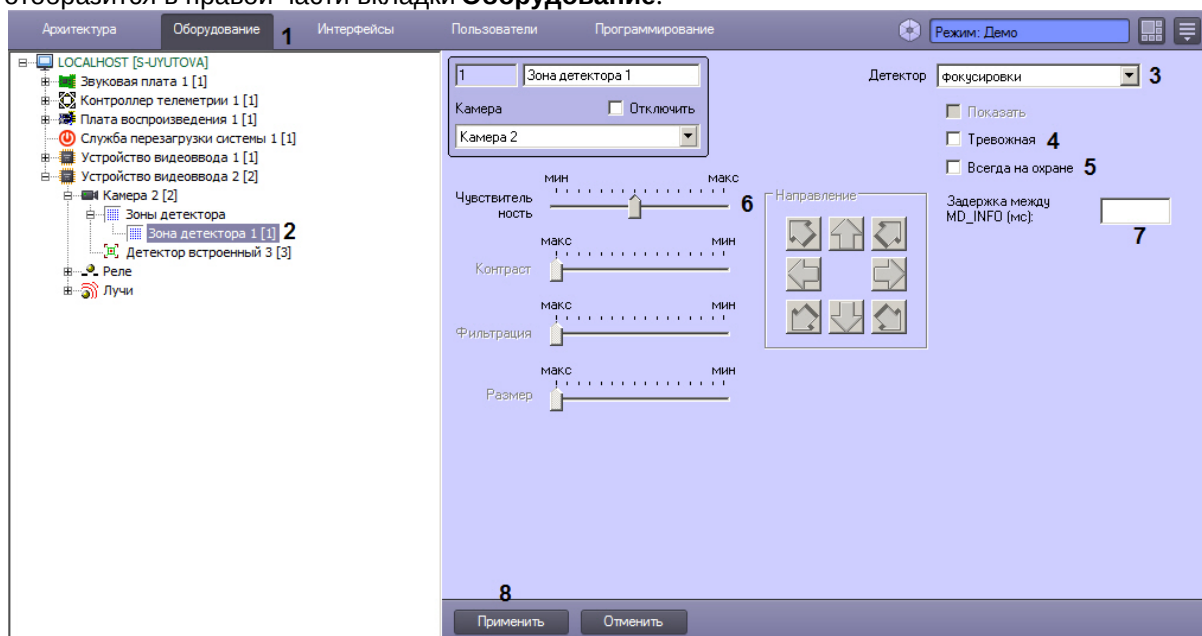 отобразится в правой части вкладки Оборудование.
Архитектура Оборудование 1 Интерфейсы Пользователи Программирование Режим: Демо
LOCALHOST [S-UYUTOVA]
Звуковая плата 1 [1]
Контроллер телеметрии 1 [1]
Плата воспроизведения 1 [1]
Служба перезагрузки системы 1 [1]
Устройство видеоввода 1 [1]
Устройство видеоввода 2 [2]
Камера 2 [2]
Зоны детектора
Зона детектора 1 [1] 2
Детектор встроенный 3 [3]
Реле
Лучи
1 Зона детектора 1
Камера Отключить
Камера 2
Детектор фокусировки 3
Показать
Тревожная 4
Всегда на охране 5
мин макс
Чувствитель
ность
6
макс мин
Контраст
макс мин
Фильтрация
макс мин
Размер
Направление
Задержка между
MD_INFO (мс):
7
8
Применить Отменить